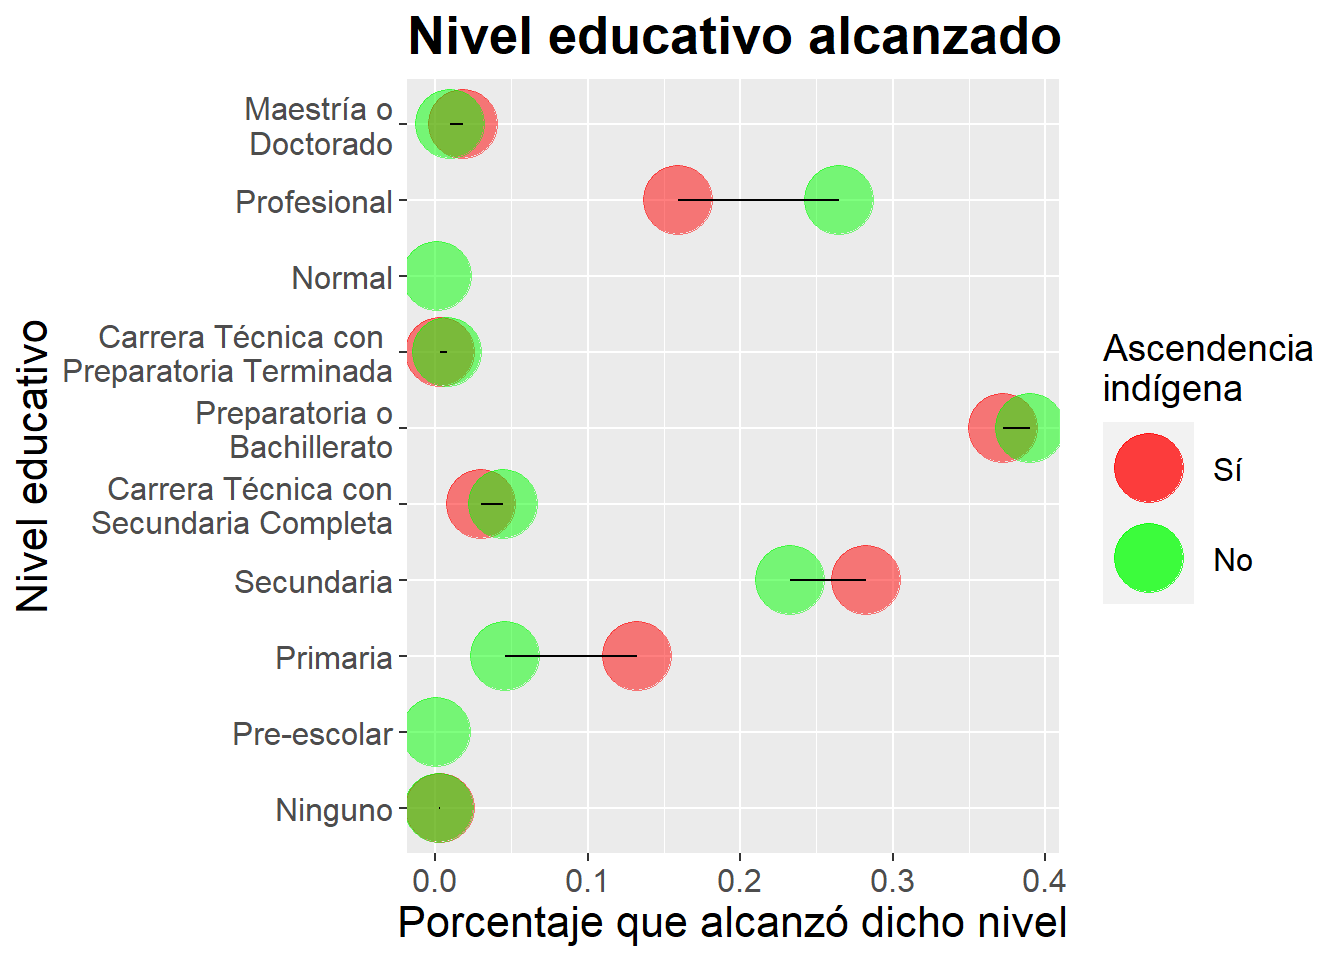 Nivel educativo alcanzado
Nivel educativo
Maestría o
Doctorado
Profesional
Normal
Carrera Técnica con
Preparatoria Terminada
Preparatoria o
Bachillerato
Carrera Técnica con
Secundaria Completa
Secundaria
Primaria
Pre-escolar
Ninguno
0.0 0.1 0.2 0.3 0.4
Porcentaje que alcanzó dicho nivel
Ascendencia
indígena
Sí
No